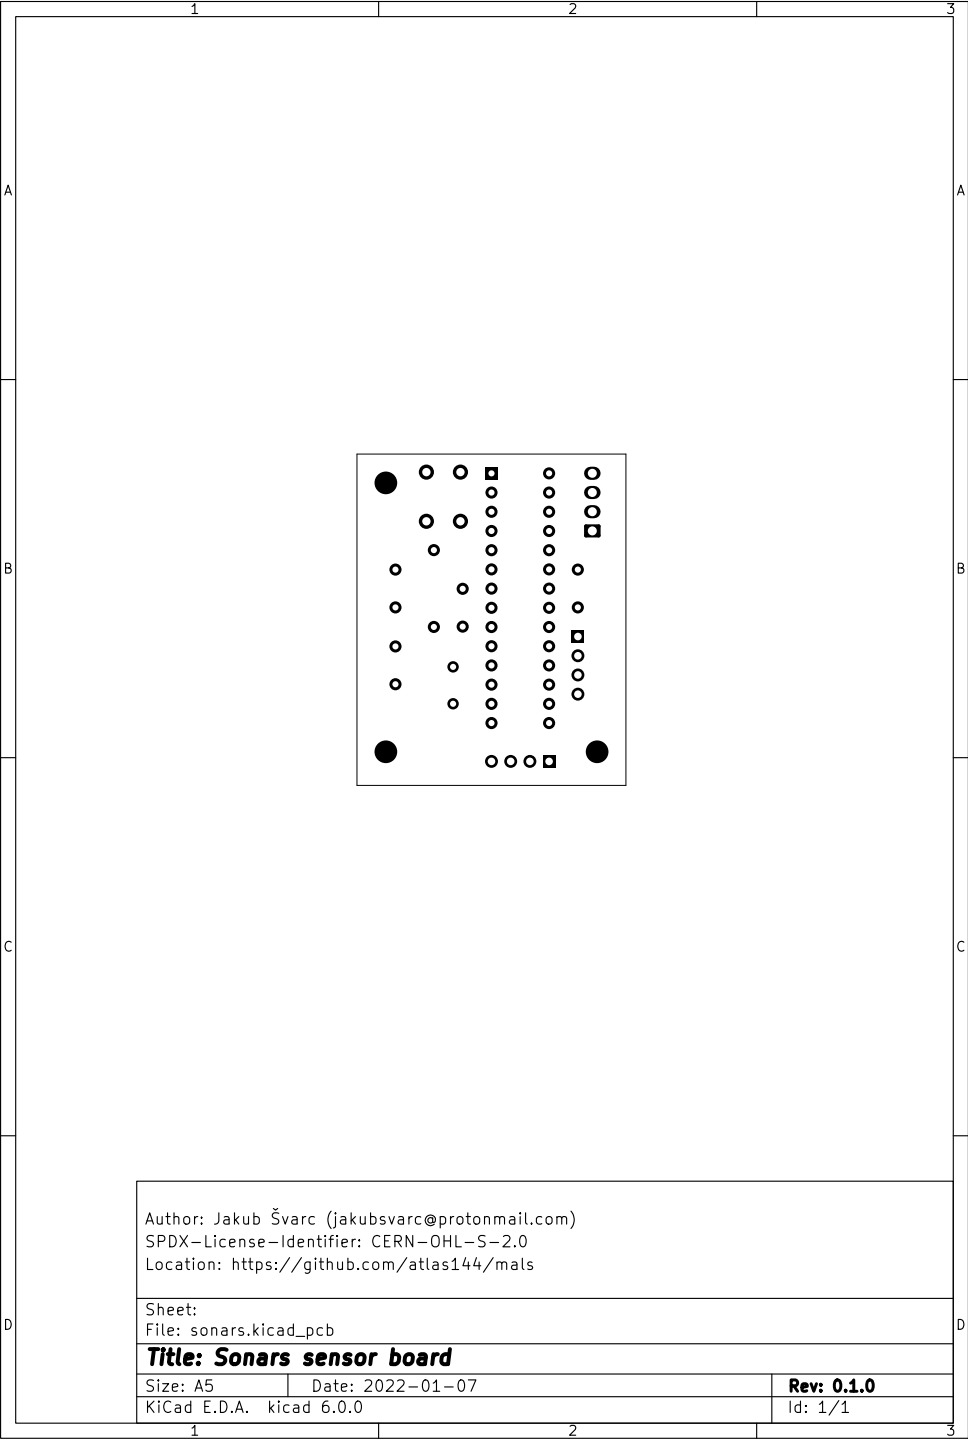 1 2 3
A A
B B
C C
Author: Jakub Švarc (jakubsvarc@protonmail.com)
SPDX-License-Identifier: CERN-OHL-S-2.0
Location: https://github.com/atlas144/mals
Sheet:
D D
File: sonars.kicad_pcb
Title: Sonars sensor board
Size: A5 Date: 2022-01-07 Rev: 0.1.0
KiCad E.D.A. kicad 6.0.0 Id: 1/1
1 2 3